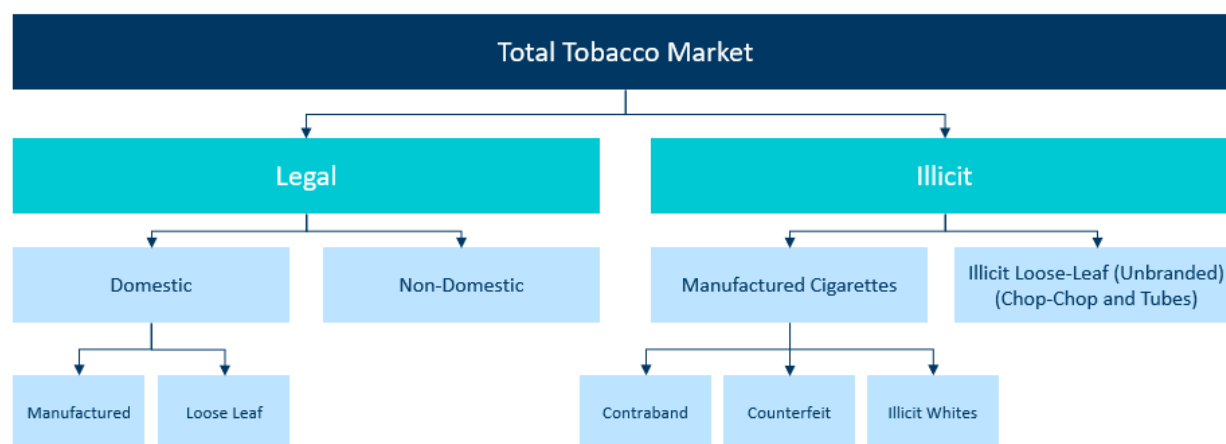 Total Tobacco Market
Legal
Illicit
Domestic
Non-Domestic
Manufactured Cigarettes
Illicit Loose-Leaf (Unbranded)
(Chop-Chop and Tubes)
Manufactured
Loose Leaf
Contraband
Counterfeit
Illicit Whites